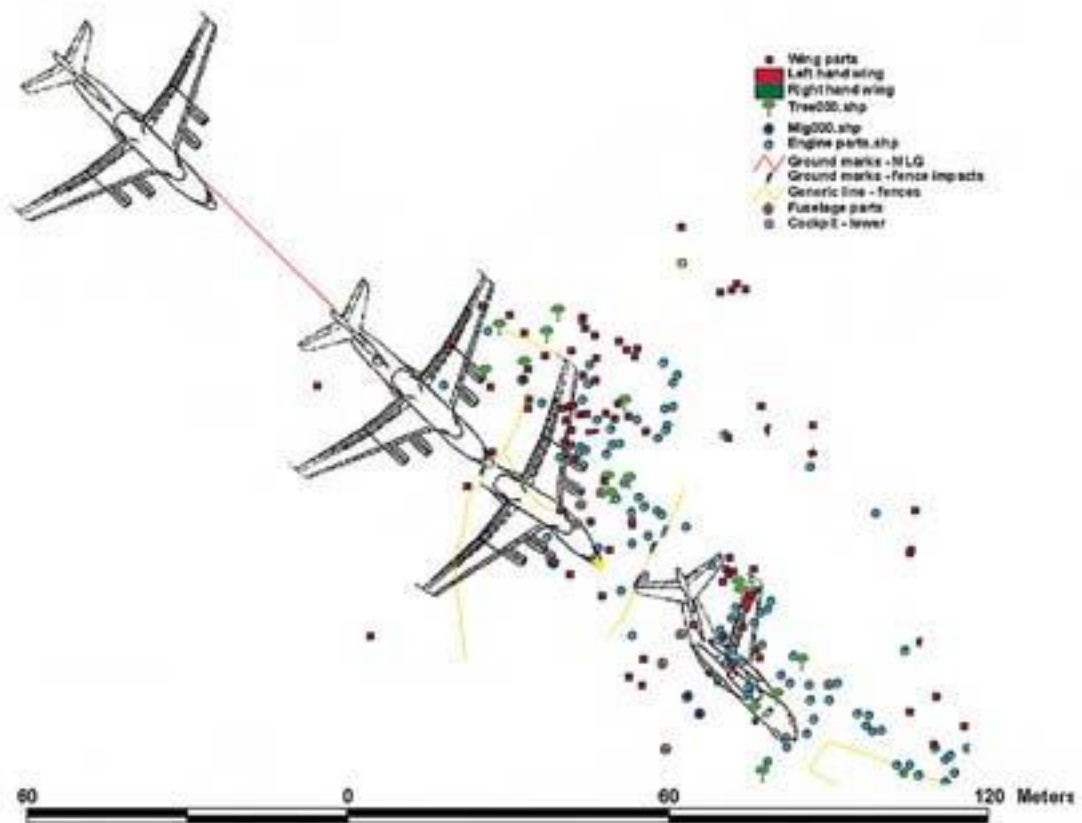 Wing parts
Left hand wing
Right hand wing
Tree000.shp
Mig000.shp
Engine parts.shp
Ground marks - MLG
Ground marks - fence impacts
Generic line - fences
Fuselage parts
Cockpit - lower
60 0 60 120 Meters